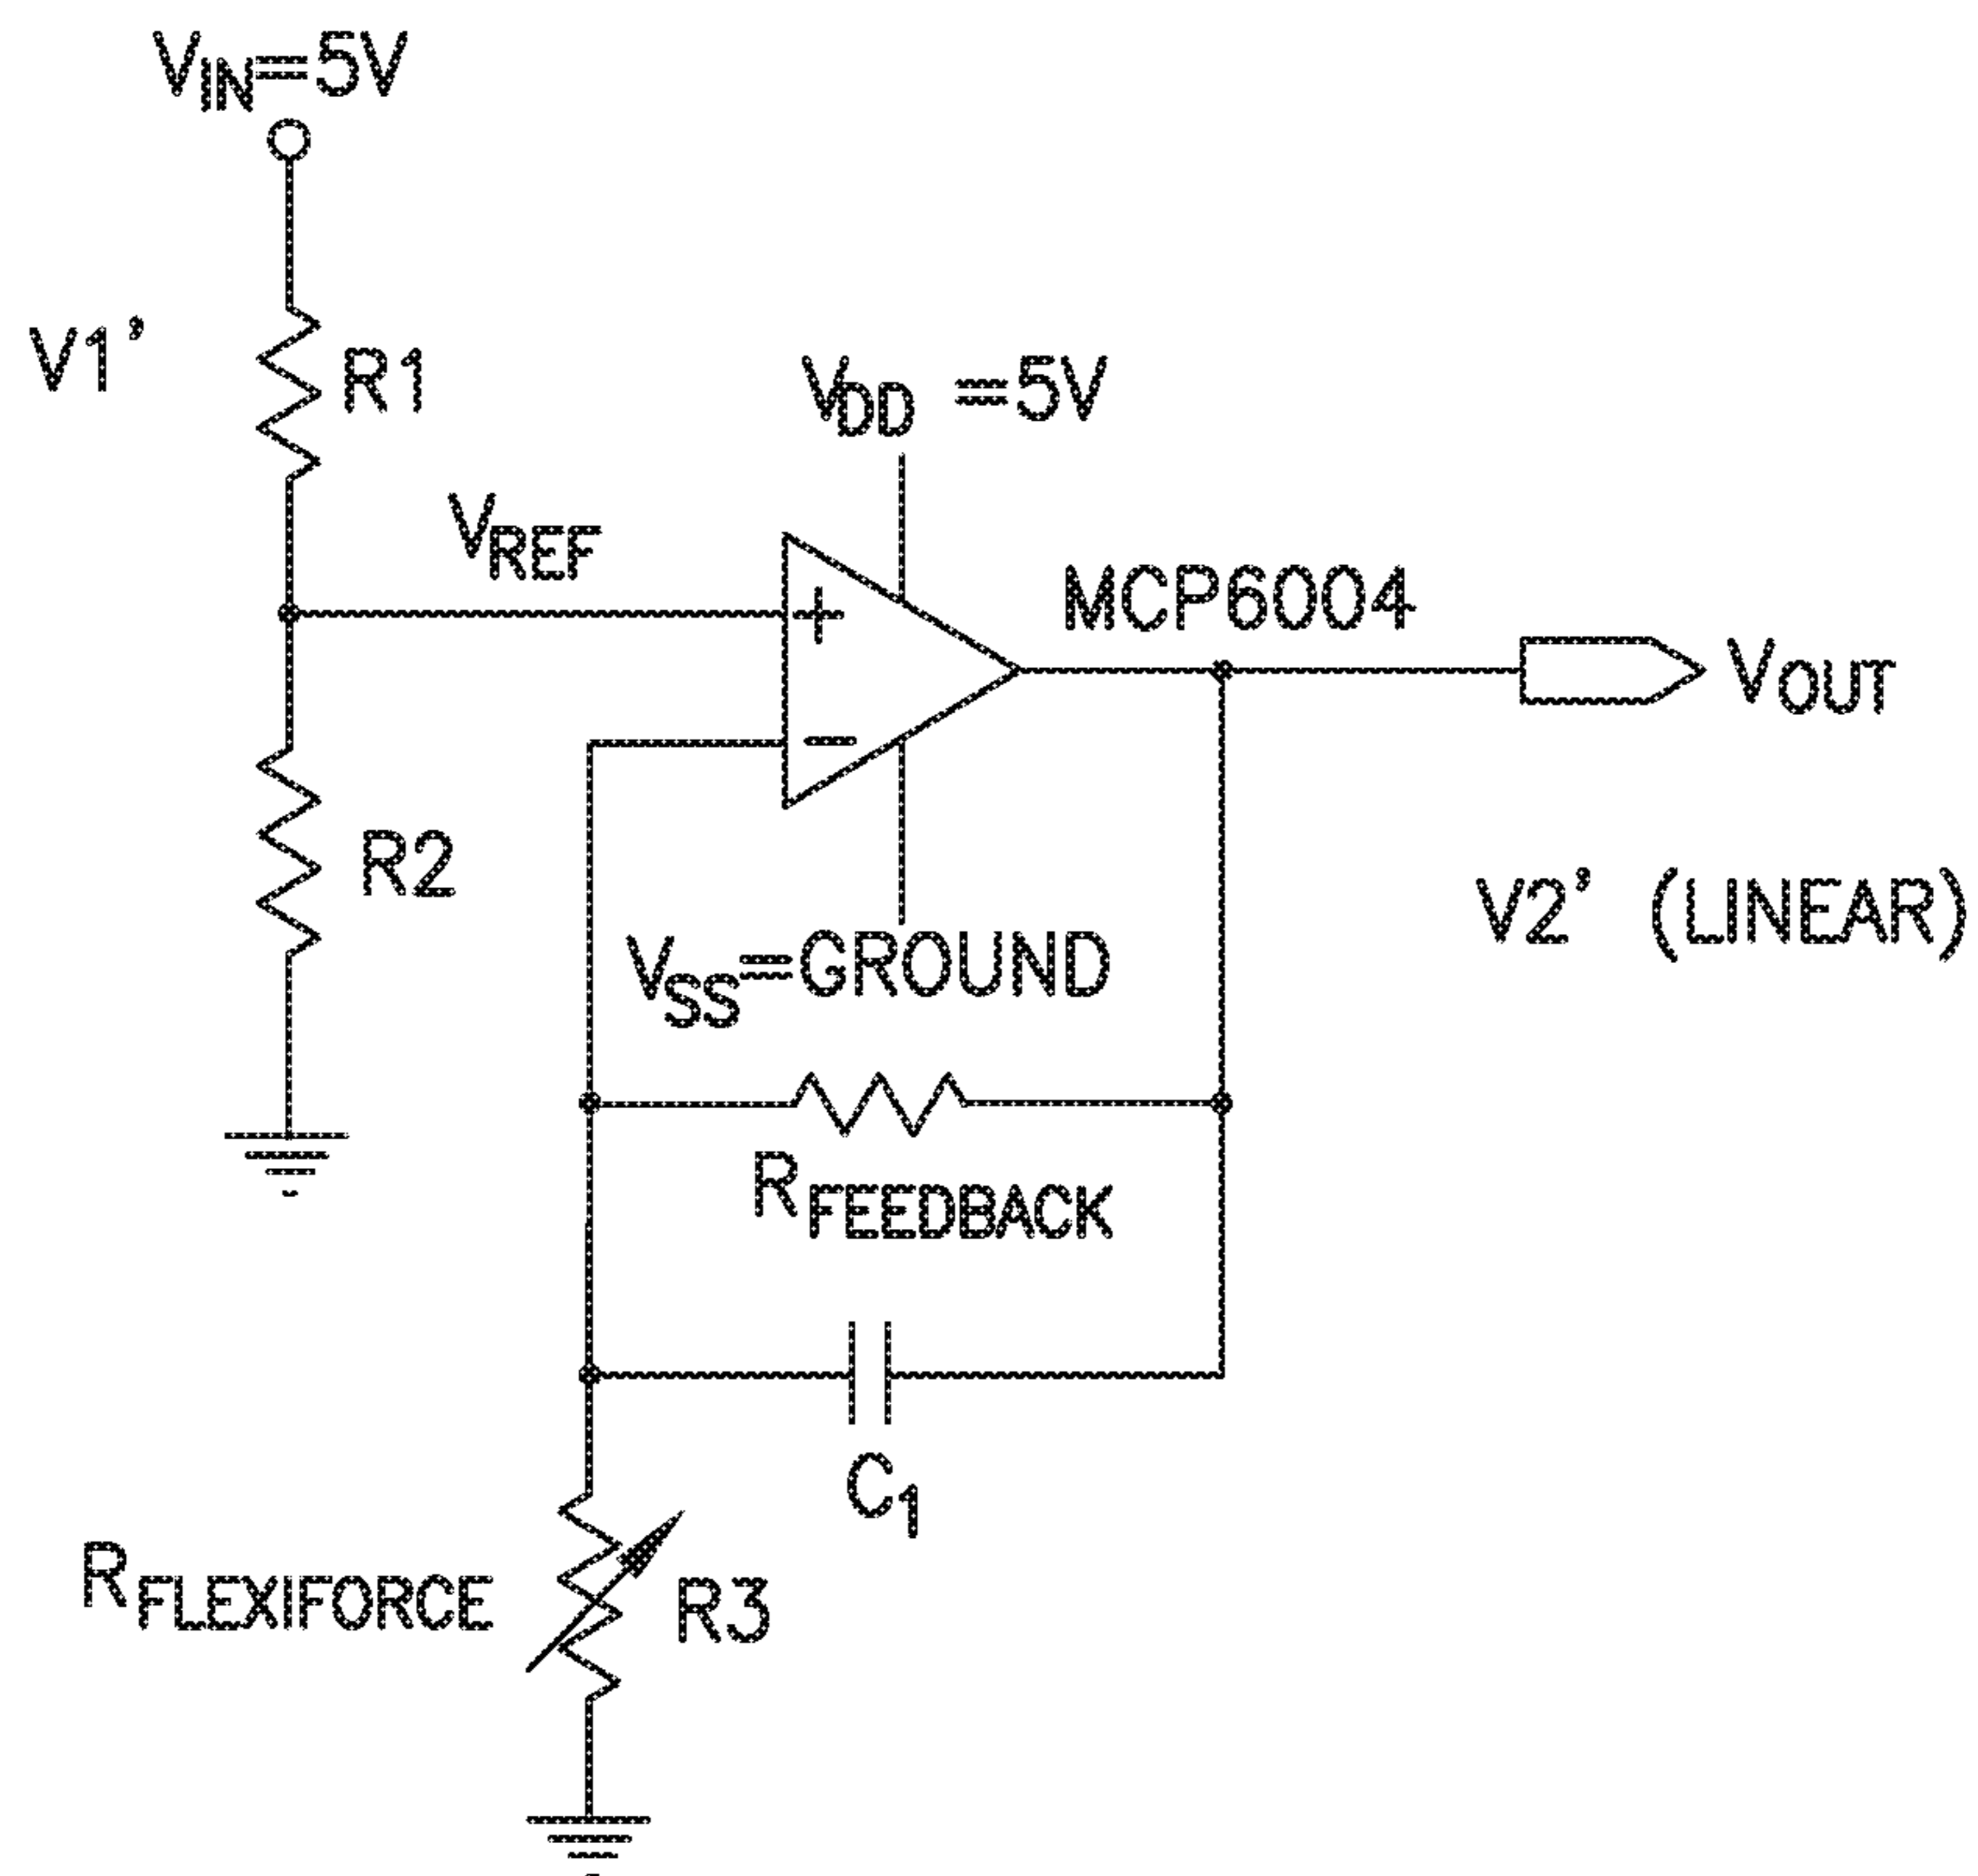 VIN=5V
V1'
R1
VDD =5V
VREF
MCP6004
+
VOUT
−
R2
V2' (LINEAR)
VSS=GROUND
RFEEDBACK
C1
RFLEXIFORCE
R3